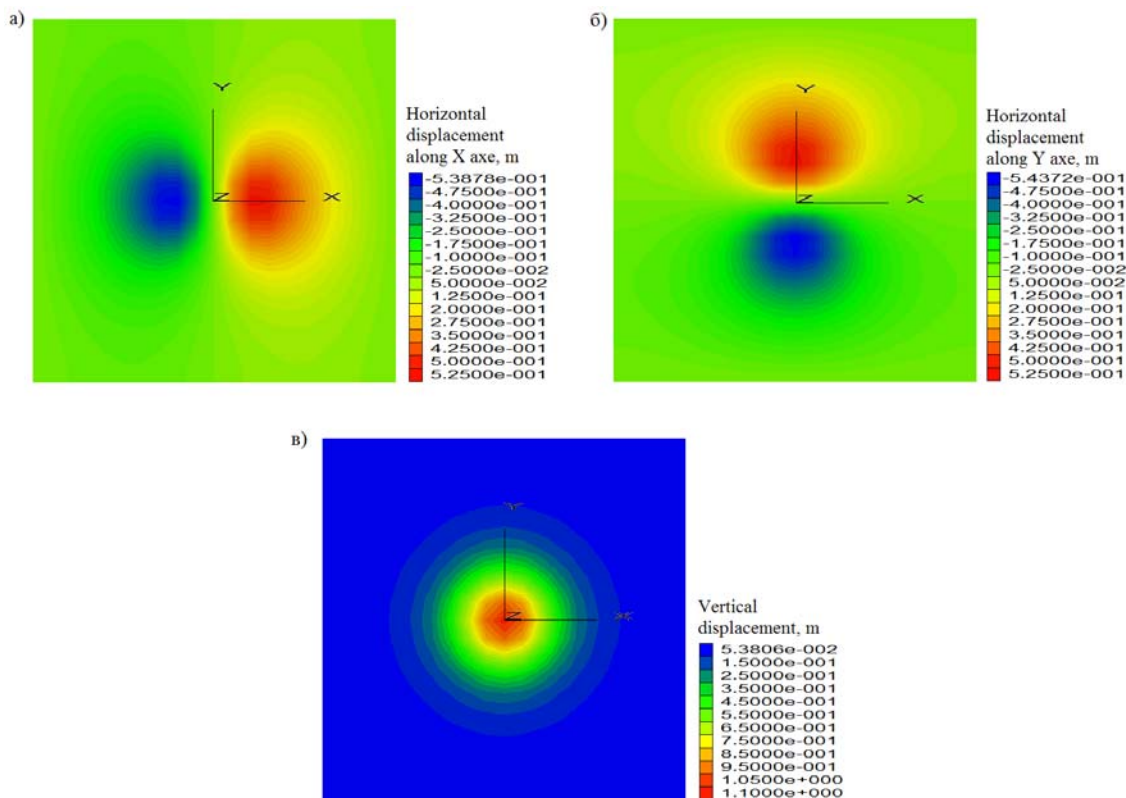 а)
Y
Z
X
Horizontal
displacement
along X axe, m
-5.3878e-001
-4.7500e-001
-4.0000e-001
-3.2500e-001
-2.5000e-001
-1.7500e-001
-1.0000e-001
-2.5000e-002
5.0000e-002
1.2500e-001
2.0000e-001
2.7500e-001
3.5000e-001
4.2500e-001
5.0000e-001
5.2500e-001
б)
Y
Z
X
Horizontal
displacement
along Y axe, m
-5.4372e-001
-4.7500e-001
-4.0000e-001
-3.2500e-001
-2.5000e-001
-1.7500e-001
-1.0000e-001
-2.5000e-002
5.0000e-002
1.2500e-001
2.0000e-001
2.7500e-001
3.5000e-001
4.2500e-001
5.0000e-001
5.2500e-001
в)
Y
Z
X
Vertical
displacement, m
5.3806e-002
1.5000e-001
2.5000e-001
3.5000e-001
4.5000e-001
5.5000e-001
6.5000e-001
7.5000e-001
8.5000e-001
9.5000e-001
1.0500e+000
1.1000e+000